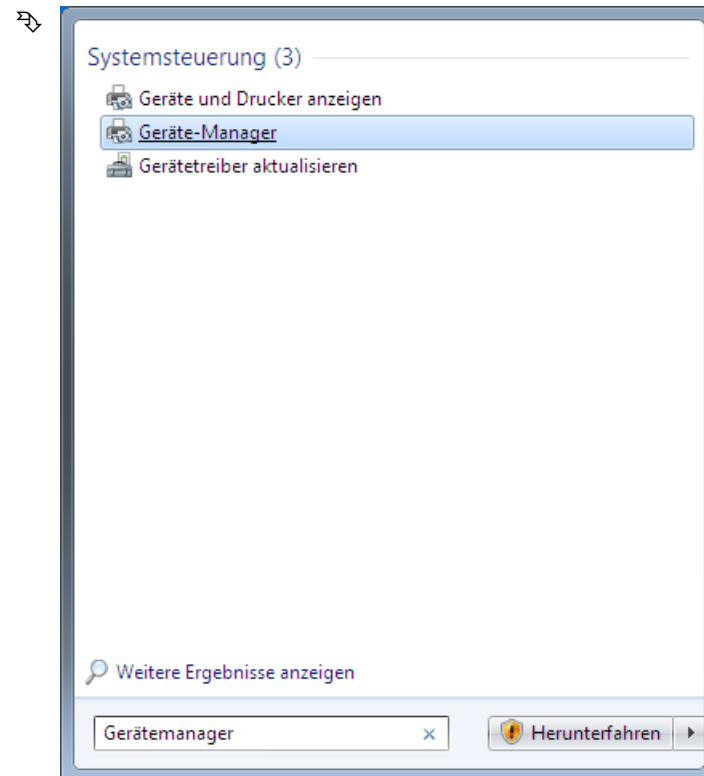 Systemsteuerung (3)
Geräte und Drucker anzeigen
Geräte-Manager
Gerätetreiber aktualisieren
Weitere Ergebnisse anzeigen
Gerätemanager
Herunterfahren